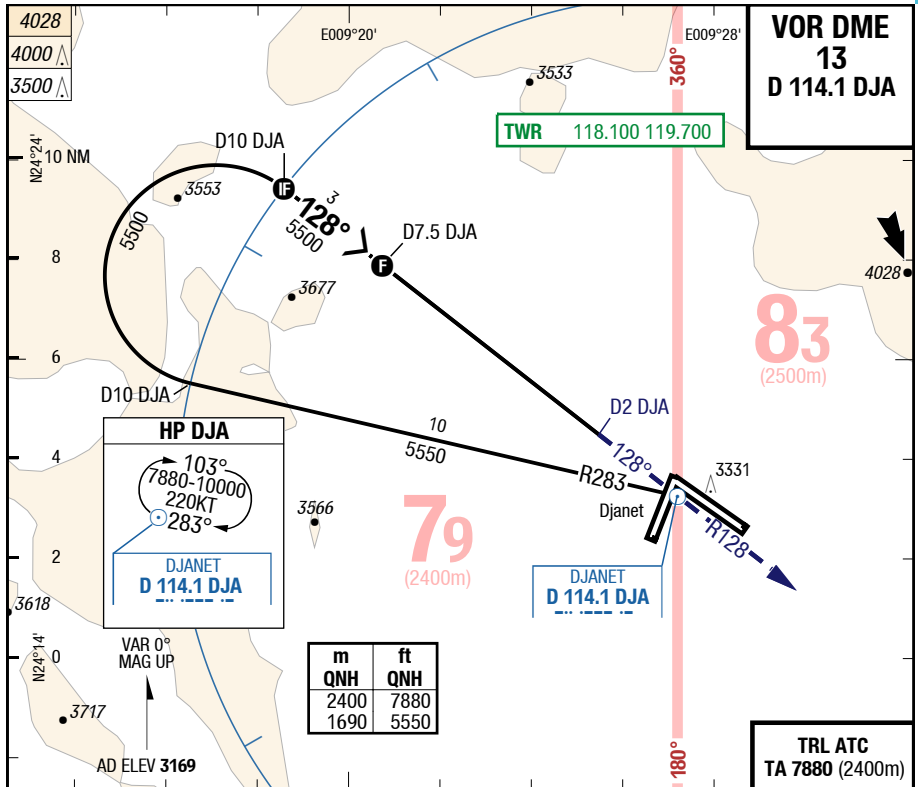 4028
4000
3500
E009°20'
E009°28'
VOR DME
13
D 114.1 DJA
360°
3533
TWR 118.100 119.700
N24°24'
10 NM
D10 DJA
IF
3553
5500
3
128°
5500
D7.5 DJA
F
8
3677
4028
83
(2500m)
6
D10 DJA
D2 DJA
10
5550
4
128°
R283
3331
Djanet
R128
HP DJA
103°
7880-10000
220KT
283°
DJANET
D 114.1 DJA
3566
79
(2400m)
DJANET
D 114.1 DJA
2
3618
N24°14'
0
VAR 0°
MAG UP
3717
AD ELEV 3169
m ft
QNH QNH
2400 7880
1690 5550
180°
TRL ATC
TA 7880 (2400m)